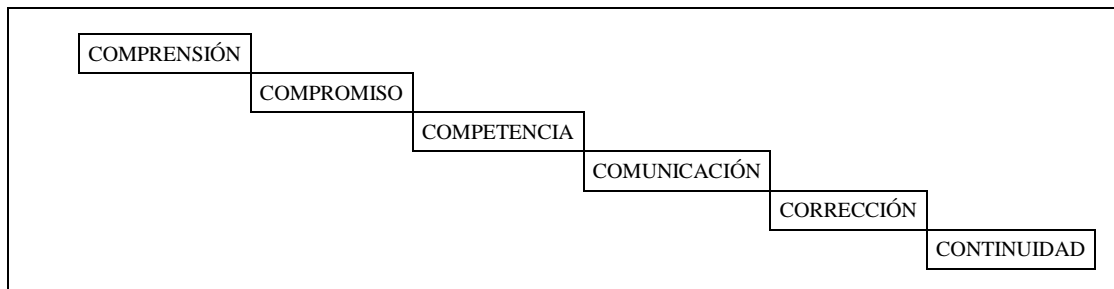 COMPRENSIÓN
COMPROMISO
COMPETENCIA
COMUNICACIÓN
CORRECCIÓN
CONTINUIDAD